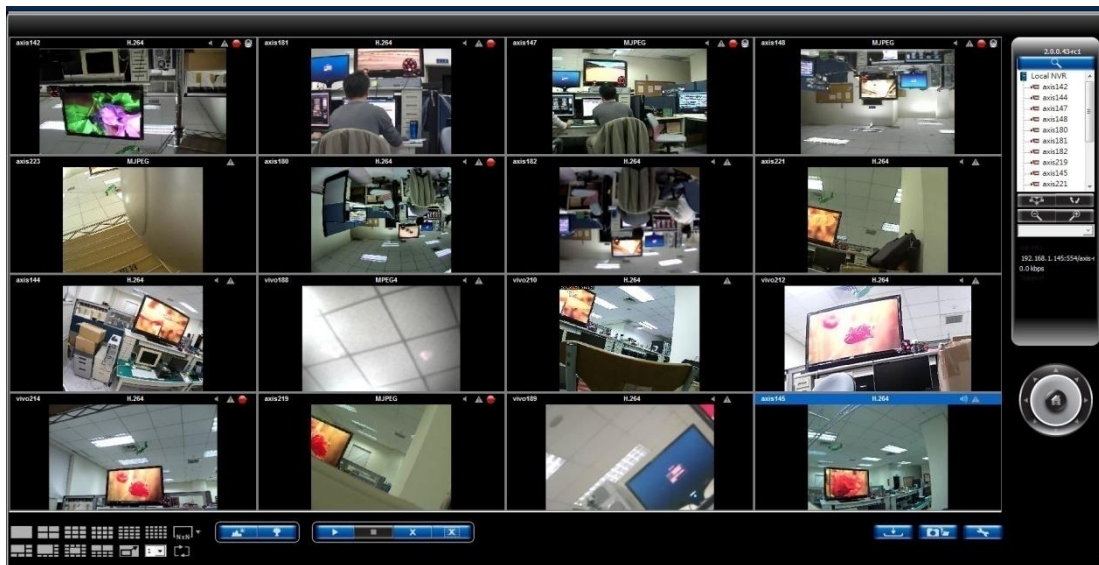 axis142 H.264
axis181 H.264
axis147 MJPEG
axis148 MJPEG
axis223 MJPEG
axis180 H.264
axis182 H.264
axis221 H.264
axis144 H.264
vivo188 MPEG4
vivo210 H.264
vivo212 H.264
vivo214 H.264
axis219 MJPEG
vivo189 H.264
axis145 H.264
NxN
1
2.0.0.43-rc1
Local NVR
axis142
axis144
axis147
axis148
axis180
axis181
axis182
axis219
axis145
axis221
192.168.1.145:554/axis-r
0.0 kbps